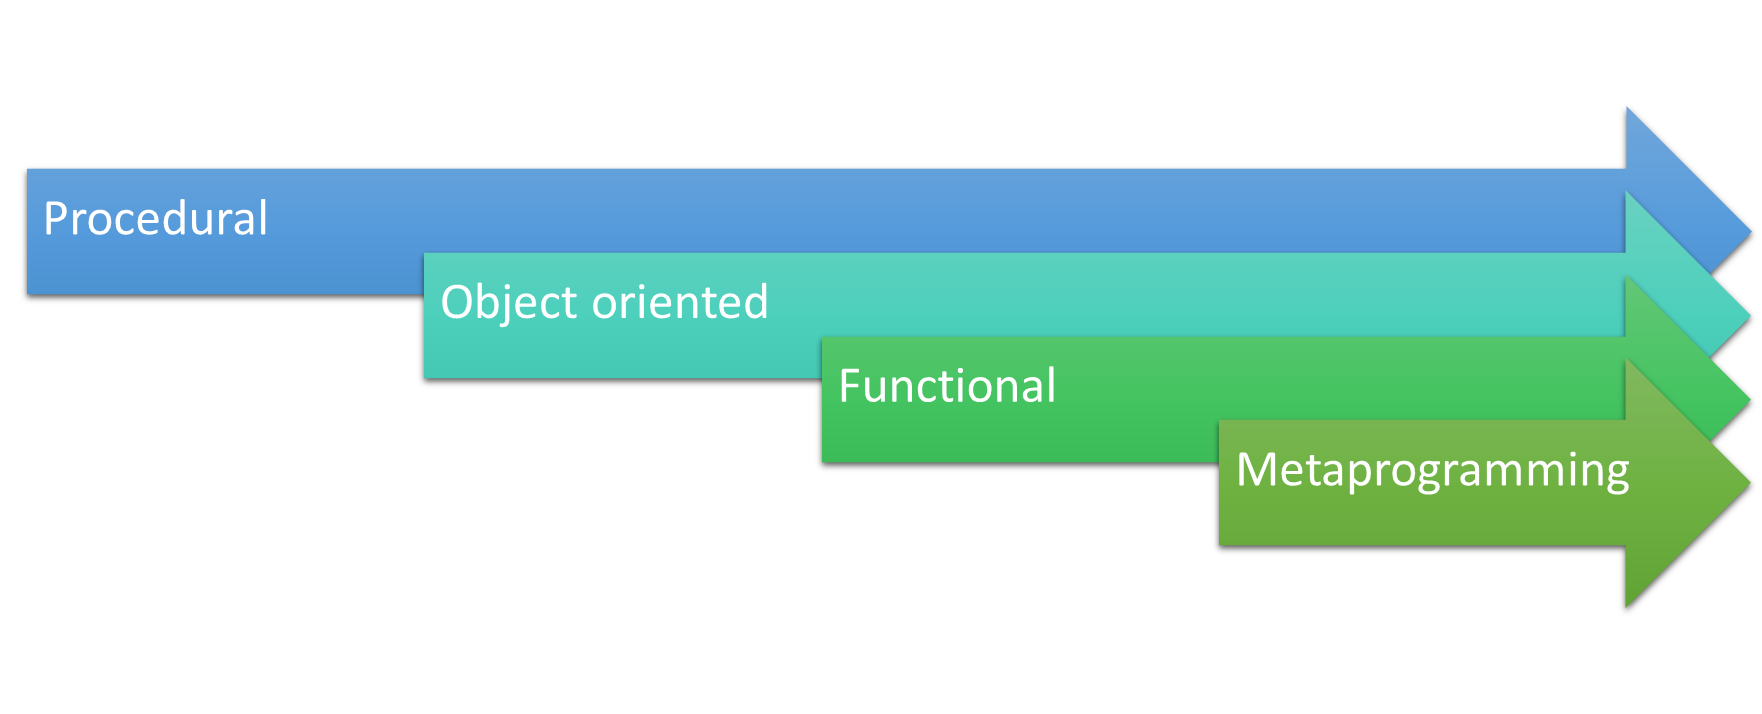 Procedural
Object oriented
Functional
Metaprogramming